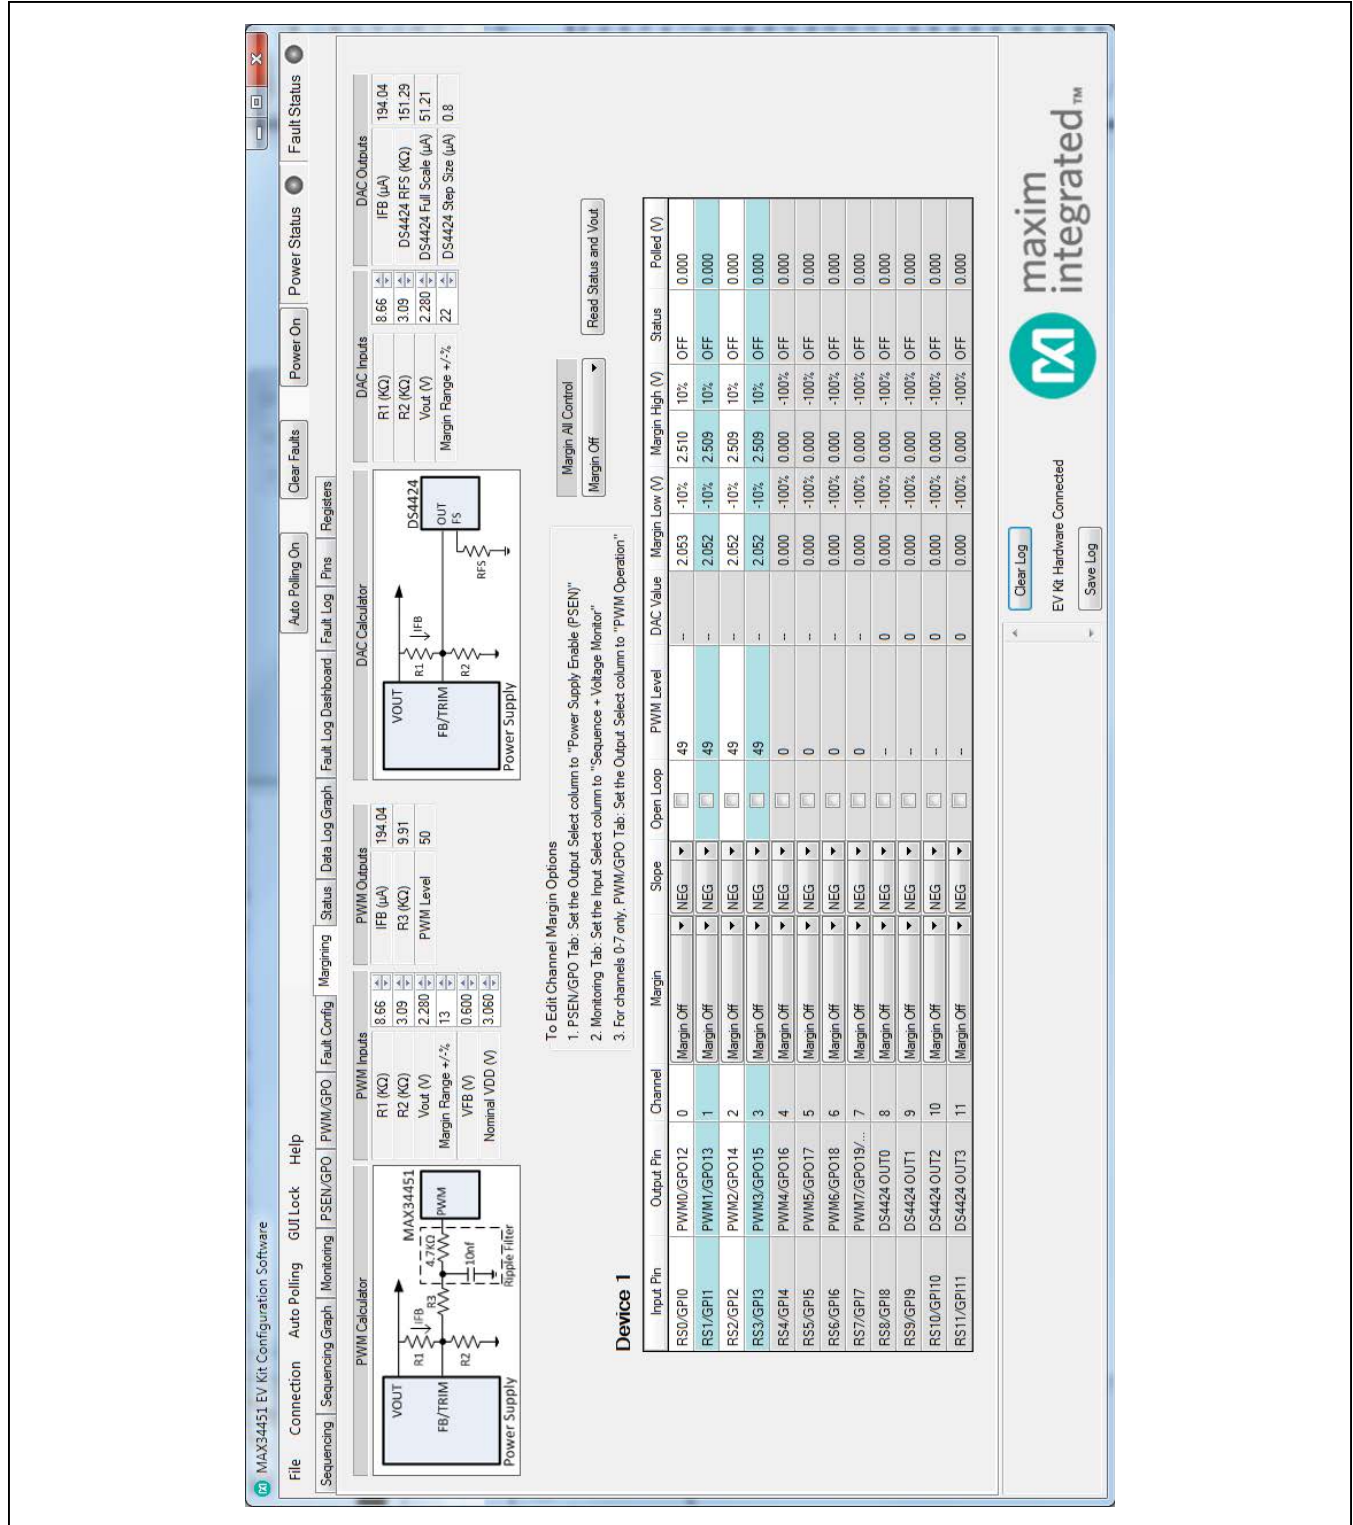 MAX34451 EV Kit Configuration Software
File Connection Auto Polling GUI Lock Help Auto Polling On Clear Faults Power On Power Status Fault Status
Sequencing Sequencing Graph Monitoring PSEN/GPO PWM/GPO Fault Config Margining Status Data Log Graph Fault Log Dashboard Fault Log Pins Registers
PWM Calculator
VOUT
FB/TRIM
Power Supply
R1
IFB
R2
R3
MAX34451
4.7KΩ
PWM
10nf
Ripple Filter
PWM Inputs
R1 (KΩ) 8.66
R2 (KΩ) 3.09
Vout (V) 2.280
Margin Range +/-% 13
VFB (V) 0.600
Nominal VDD (V) 3.060
PWM Outputs
IFB (µA) 194.04
R3 (KΩ) 9.91
PWM Level 50
DAC Calculator
VOUT
FB/TRIM
Power Supply
R1
IFB
R2
DS4424
OUT
FS
RFS
DAC Inputs
R1 (KΩ) 8.66
R2 (KΩ) 3.09
Vout (V) 2.280
Margin Range +/-% 22
DAC Outputs
IFB (µA) 194.04
DS4424 RFS (KΩ) 151.29
DS4424 Full Scale (µA) 51.21
DS4424 Step Size (µA) 0.8
To Edit Channel Margin Options
1. PSEN/GPO Tab: Set the Output Select column to "Power Supply Enable (PSEN)"
2. Monitoring Tab: Set the Input Select column to "Sequence + Voltage Monitor"
3. For channels 0-7 only, PWM/GPO Tab: Set the Output Select column to "PWM Operation"
Margin All Control
Margin Off
Read Status and Vout
Device 1
Input Pin Output Pin Channel Margin Slope Open Loop PWM Level DAC Value Margin Low (V) Margin High (V) Status Polled (V)
RS0/GPI0 PWM0/GPO12 0 Margin Off NEG 49 -- 2.053 -10% 2.510 10% OFF 0.000
RS1/GPI1 PWM1/GPO13 1 Margin Off NEG 49 -- 2.052 -10% 2.509 10% OFF 0.000
RS2/GPI2 PWM2/GPO14 2 Margin Off NEG 49 -- 2.052 -10% 2.509 10% OFF 0.000
RS3/GPI3 PWM3/GPO15 3 Margin Off NEG 49 -- 2.052 -10% 2.509 10% OFF 0.000
RS4/GPI4 PWM4/GPO16 4 Margin Off NEG 0 -- 0.000 -100% 0.000 -100% OFF 0.000
RS5/GPI5 PWM5/GPO17 5 Margin Off NEG 0 -- 0.000 -100% 0.000 -100% OFF 0.000
RS6/GPI6 PWM6/GPO18 6 Margin Off NEG 0 -- 0.000 -100% 0.000 -100% OFF 0.000
RS7/GPI7 PWM7/GPO19/... 7 Margin Off NEG 0 -- 0.000 -100% 0.000 -100% OFF 0.000
RS8/GPI8 DS4424 OUT0 8 Margin Off NEG -- 0 0.000 -100% 0.000 -100% OFF 0.000
RS9/GPI9 DS4424 OUT1 9 Margin Off NEG -- 0 0.000 -100% 0.000 -100% OFF 0.000
RS10/GPI10 DS4424 OUT2 10 Margin Off NEG -- 0 0.000 -100% 0.000 -100% OFF 0.000
RS11/GPI11 DS4424 OUT3 11 Margin Off NEG -- 0 0.000 -100% 0.000 -100% OFF 0.000
Clear Log
EV Kit Hardware Connected
Save Log
maxim
integrated™